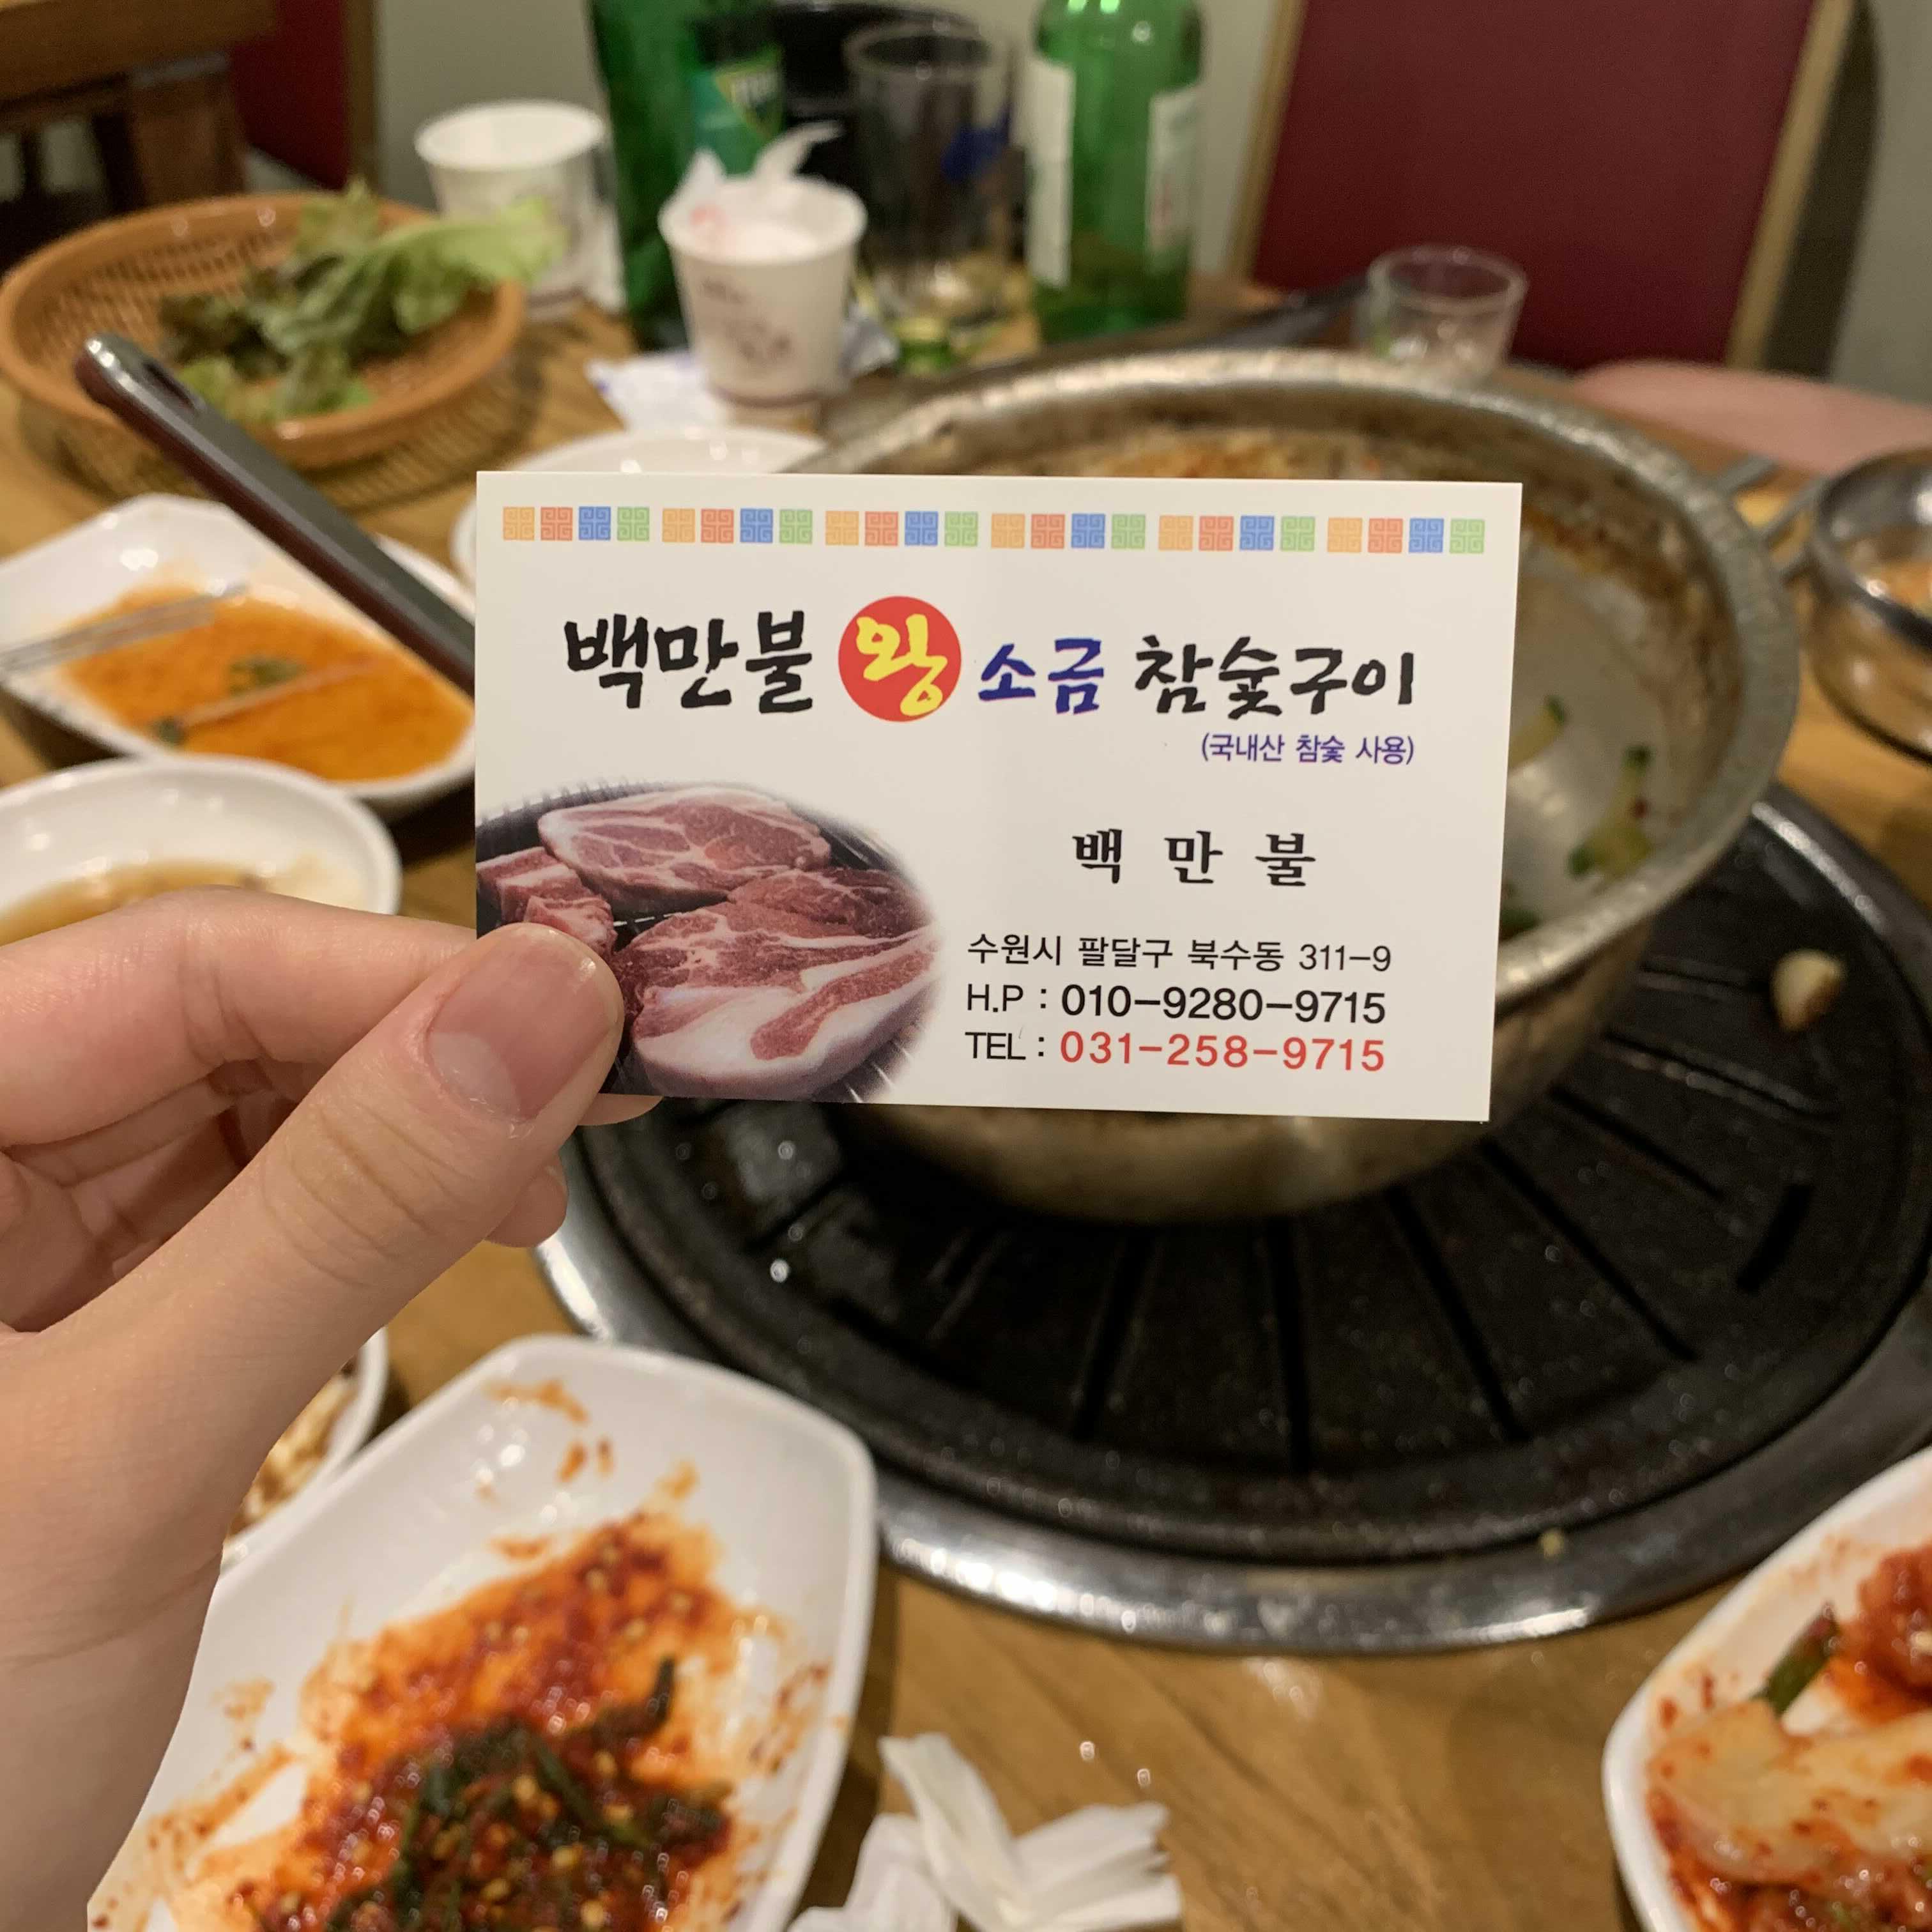 백만불 왕 소금 참숯구이
(국내산 참숯 사용)
백 만 불
수원시 팔달구 북수동 311-9
H.P : 010-9280-9715
TEL : 031-258-9715